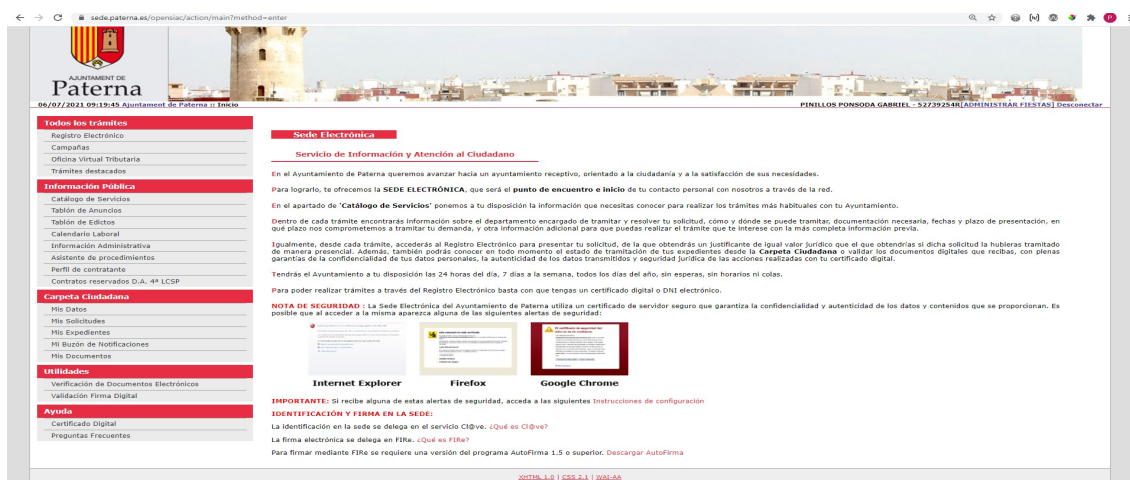 sede.paterna.es/opensiac/action/main?method=enter
AJUNTAMENT DE
Paterna
06/07/2021 09:19:45 Ajuntament de Paterna :: Inicio
PINILLOS PONSODA GABRIEL - 52739254R[ADMINISTRAR FIESTAS] Desconectar
Todos los trámites
Registro Electrónico
Campañas
Oficina Virtual Tributaria
Trámites destacados
Información Pública
Catálogo de Servicios
Tablón de Anuncios
Tablón de Edictos
Calendario Laboral
Información Administrativa
Asistente de procedimientos
Perfil de contratante
Contratos reservados D.A. 4ª LCSP
Carpeta Ciudadana
Mis Datos
Mis Solicitudes
Mis Expedientes
Mi Buzón de Notificaciones
Mis Documentos
Utilidades
Verificación de Documentos Electrónicos
Validación Firma Digital
Ayuda
Certificado Digital
Preguntas Frecuentes
Sede Electrónica
Servicio de Información y Atención al Ciudadano
En el Ayuntamiento de Paterna queremos avanzar hacia un ayuntamiento receptivo, orientado a la ciudadanía y a la satisfacción de sus necesidades.
Para lograrlo, te ofrecemos la SEDE ELECTRÓNICA, que será el punto de encuentro e inicio de tu contacto personal con nosotros a través de la red.
En el apartado de 'Catálogo de Servicios' ponemos a tu disposición la información que necesitas conocer para realizar los trámites más habituales con tu Ayuntamiento.
Dentro de cada trámite encontrarás información sobre el departamento encargado de tramitar y resolver tu solicitud, cómo y dónde se puede tramitar, documentación necesaria, fechas y plazo de presentación, en
qué plazo nos comprometemos a tramitar tu demanda, y otra información adicional para que puedas realizar el trámite que te interese con la más completa información previa.
Igualmente, desde cada trámite, accederás al Registro Electrónico para presentar tu solicitud, de la que obtendrás un justificante de igual valor jurídico que el que obtendrías si dicha solicitud la hubieras tramitado
de manera presencial. Además, también podrás conocer en todo momento el estado de tramitación de tus expedientes desde la Carpeta Ciudadana o validar los documentos digitales que recibas, con plenas
garantías de la confidencialidad de tus datos personales, la autenticidad de los datos transmitidos y seguridad jurídica de las acciones realizadas con tu certificado digital.
Tendrás el Ayuntamiento a tu disposición las 24 horas del día, 7 días a la semana, todos los días del año, sin esperas, sin horarios ni colas.
Para poder realizar trámites a través del Registro Electrónico basta con que tengas un certificado digital o DNI electrónico.
NOTA DE SEGURIDAD : La Sede Electrónica del Ayuntamiento de Paterna utiliza un certificado de servidor seguro que garantiza la confidencialidad y autenticidad de los datos y contenidos que se proporcionan. Es
posible que al acceder a la misma aparezca alguna de las siguientes alertas de seguridad:
Internet Explorer Firefox Google Chrome
IMPORTANTE: Si recibe alguna de estas alertas de seguridad, acceda a las siguientes Instrucciones de configuración
IDENTIFICACIÓN Y FIRMA EN LA SEDE:
La identificación en la sede se delega en el servicio Cl@ve. ¿Qué es Cl@ve?
La firma electrónica se delega en FIRe. ¿Qué es FIRe?
Para firmar mediante FIRe se requiere una versión del programa AutoFirma 1.5 o superior. Descargar AutoFirma
XHTML 1.0 | CSS 2.1 | WAI-AA